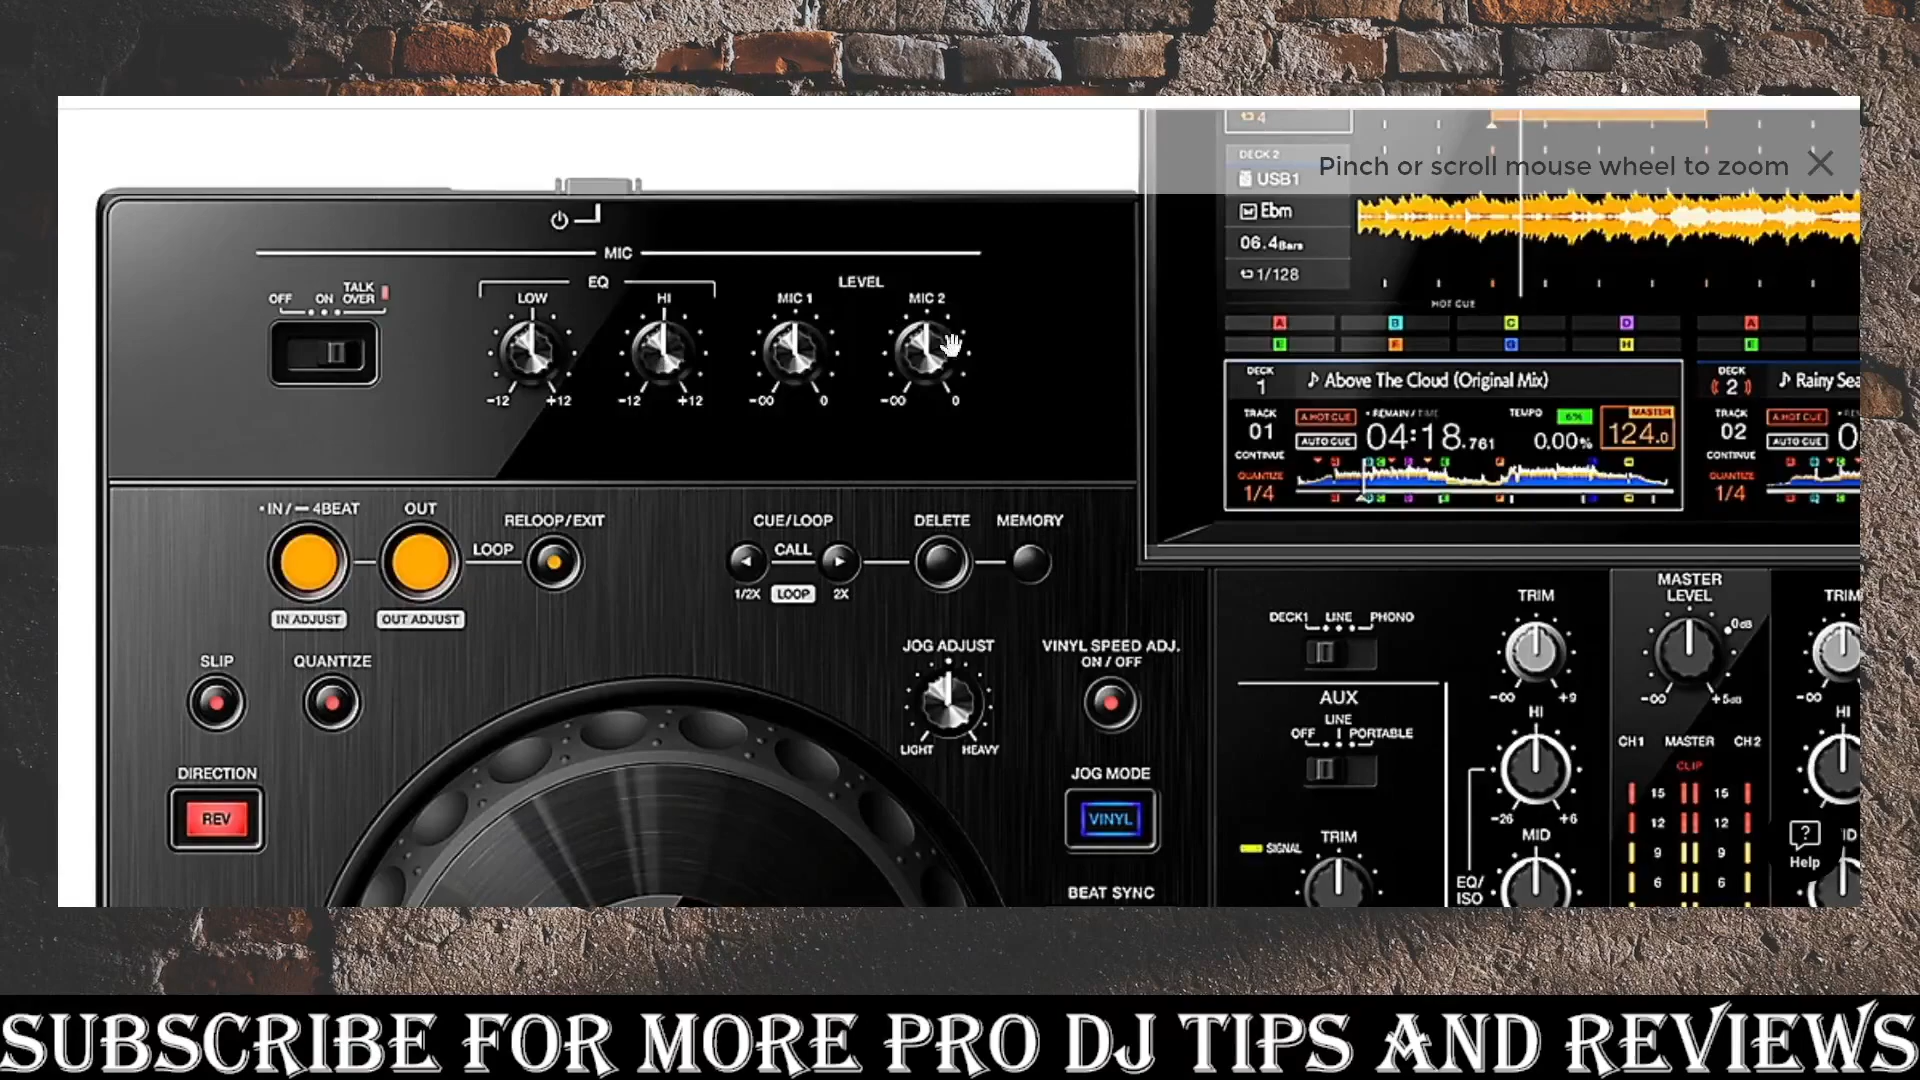 4
DECK 2
USB1
Pinch or scroll mouse wheel to zoom
Ebm
06.4Bars
1/128
HOT CUE
A B C D A
E F G H E
MIC
EQ
LEVEL
OFF ON TALK OVER
LOW HI MIC 1 MIC 2
-12 +12 -12 +12 -∞ 0 -∞ 0
DECK 1
♪ Above The Cloud (Original Mix)
TRACK 01
A.HOT CUE
AUTO CUE
REMAIN / TIME
04:18.761
TEMPO
0.00%
MASTER
124.0
CONTINUE
QUANTIZE
1/4
DECK 2
♪ Rainy Sea
TRACK 02
A.HOT CUE
AUTO CUE
CONTINUE
QUANTIZE
1/4
IN / 4BEAT OUT
RELOOP/EXIT
LOOP
CUE/LOOP
CALL
DELETE MEMORY
1/2X LOOP 2X
IN ADJUST OUT ADJUST
SLIP QUANTIZE
JOG ADJUST
LIGHT HEAVY
VINYL SPEED ADJ.
ON / OFF
DIRECTION
REV
JOG MODE
VINYL
BEAT SYNC
DECK1 LINE PHONO
AUX
LINE
OFF PORTABLE
TRIM
SIGNAL
TRIM
-∞ +9
HI
-26 +6
MID
EQ/
ISO
MASTER
LEVEL
0dB
-∞ +5dB
CH1 MASTER CH2
CLIP
15 15
12 12
9 9
6 6
TRIM
-∞
HI
?
Help
SUBSCRIBE FOR MORE PRO DJ TIPS AND REVIEWS